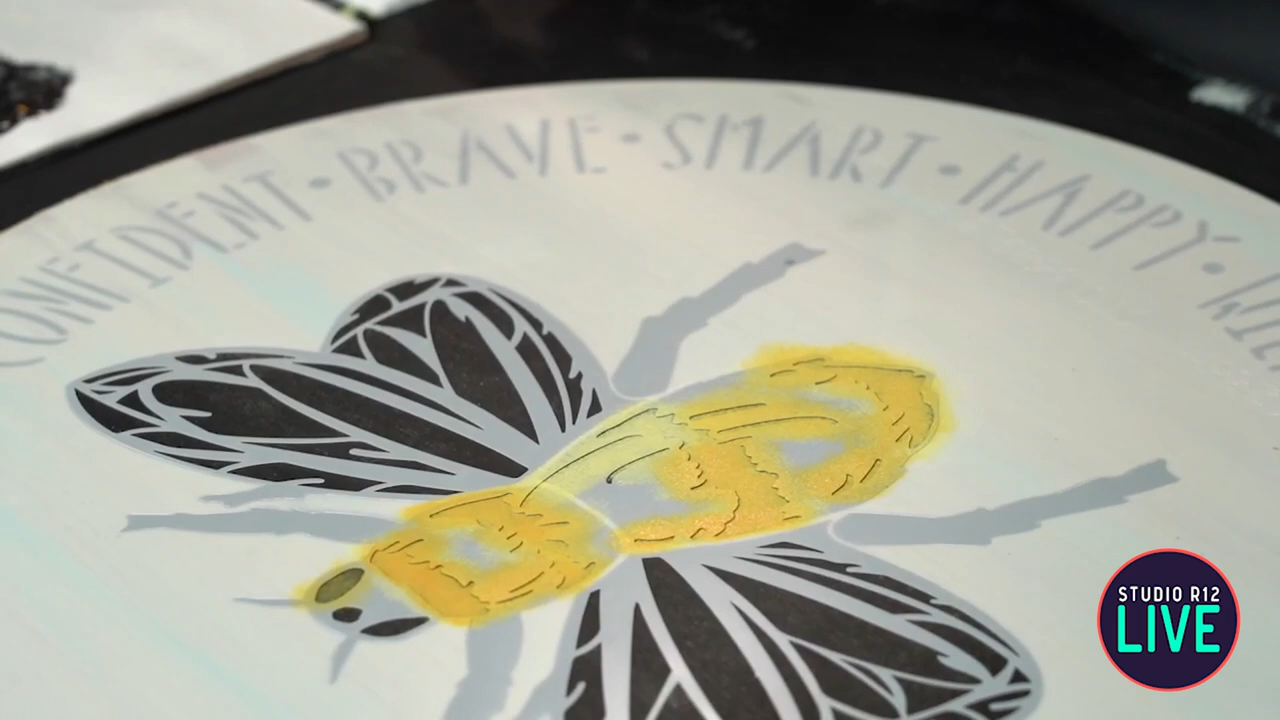 CONFIDENT • BRAVE • SMART • HAPPY •
STUDIO R12
LIVE